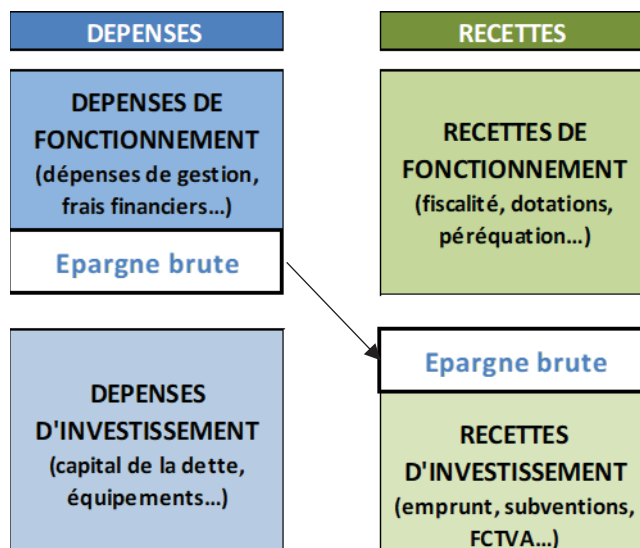 DEPENSES
RECETTES
DEPENSES DE
FONCTIONNEMENT
(dépenses de gestion,
frais financiers...)
Epargne brute
RECETTES DE
FONCTIONNEMENT
(fiscalité, dotations,
péréquation...)
DEPENSES
D'INVESTISSEMENT
(capital de la dette,
équipements...)
Epargne brute
RECETTES
D'INVESTISSEMENT
(emprunt, subventions,
FCTVA...)